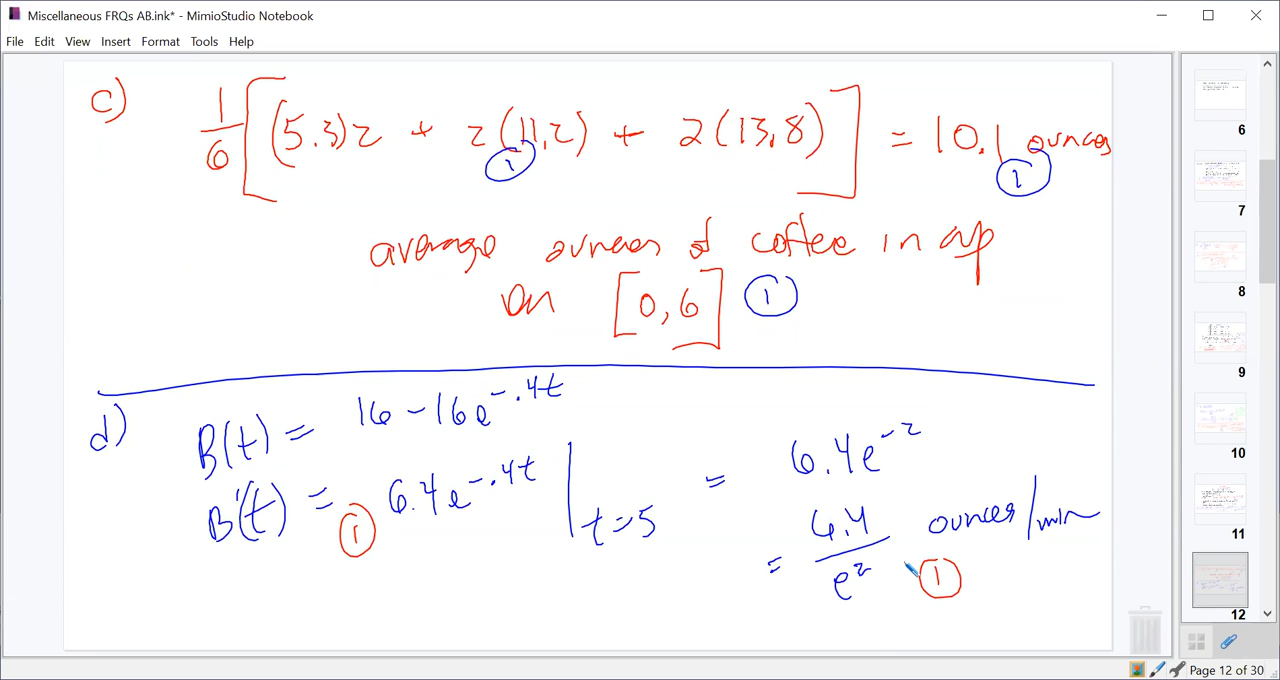 Miscellaneous FRQs AB.ink* - MimioStudio Notebook
File Edit View Insert Format Tools Help
c) 1/6 [(5.3)2 + 2(11.2) + 2(13.8)] = 10.1 ounces
① ①
average ounces of coffee in cup
on [0, 6] ①
d) B(t) = 16 - 16e^{-.4t}
B'(t) = 6.4e^{-.4t} |_{t=5} = 6.4e^{-2}
①
= 6.4/e^2 ounces/min
①
6
7
8
9
10
11
12
Page 12 of 30